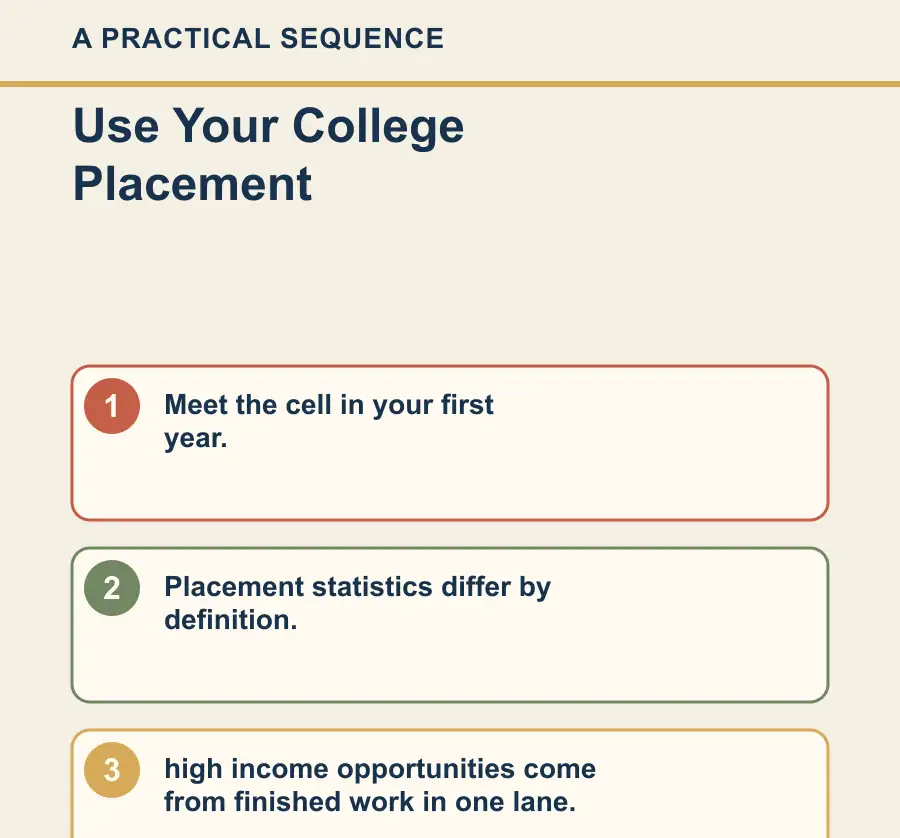 A PRACTICAL SEQUENCE
Use Your College
Placement
1
Meet the cell in your first
year.
2
Placement statistics differ by
definition.
3
high income opportunities come
from finished work in one lane.